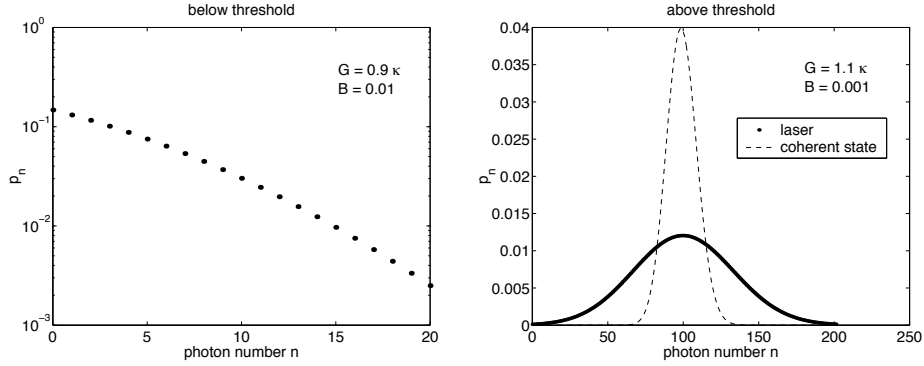 below threshold
10^0
10^-1
10^-2
10^-3
p_n
0 5 10 15 20
photon number n
G = 0.9 κ
B = 0.01
above threshold
0.04
0.035
0.03
0.025
0.02
0.015
0.01
0.005
0
p_n
0 50 100 150 200 250
photon number n
G = 1.1 κ
B = 0.001
laser
coherent state